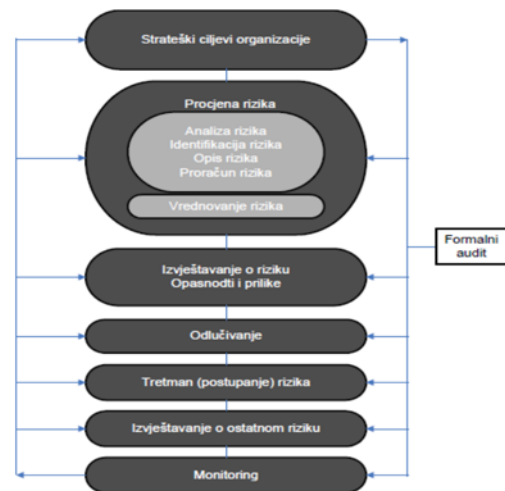 Strateški ciljevi organizacije
Procjena rizika
Analiza rizika
Identifikacija rizika
Opis rizika
Proračun rizika
Vrednovanje rizika
Formalni
audit
Izvještavanje o riziku
Opasnodti i prilike
Odlučivanje
Tretman (postupanje) rizika
Izvještavanje o ostatnom riziku
Monitoring